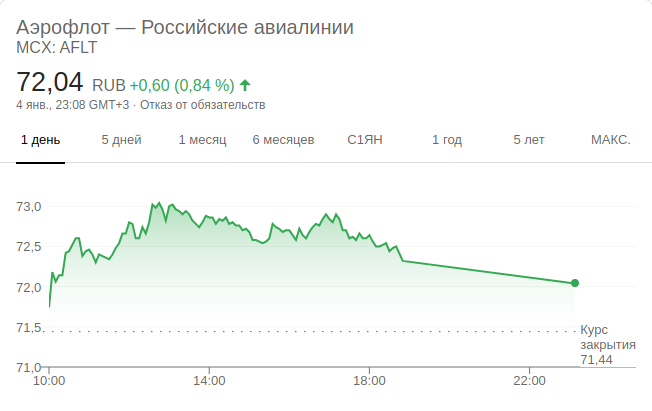 Аэрофлот — Российские авиалинии
MCX: AFLT
72,04 RUB +0,60 (0,84 %) ↑
4 янв., 23:08 GMT+3 · Отказ от обязательств
1 день 5 дней 1 месяц 6 месяцев С1ЯН 1 год 5 лет МАКС.
73,0
72,5
72,0
71,5
Курс
закрытия
71,44
71,0
10:00 14:00 18:00 22:00